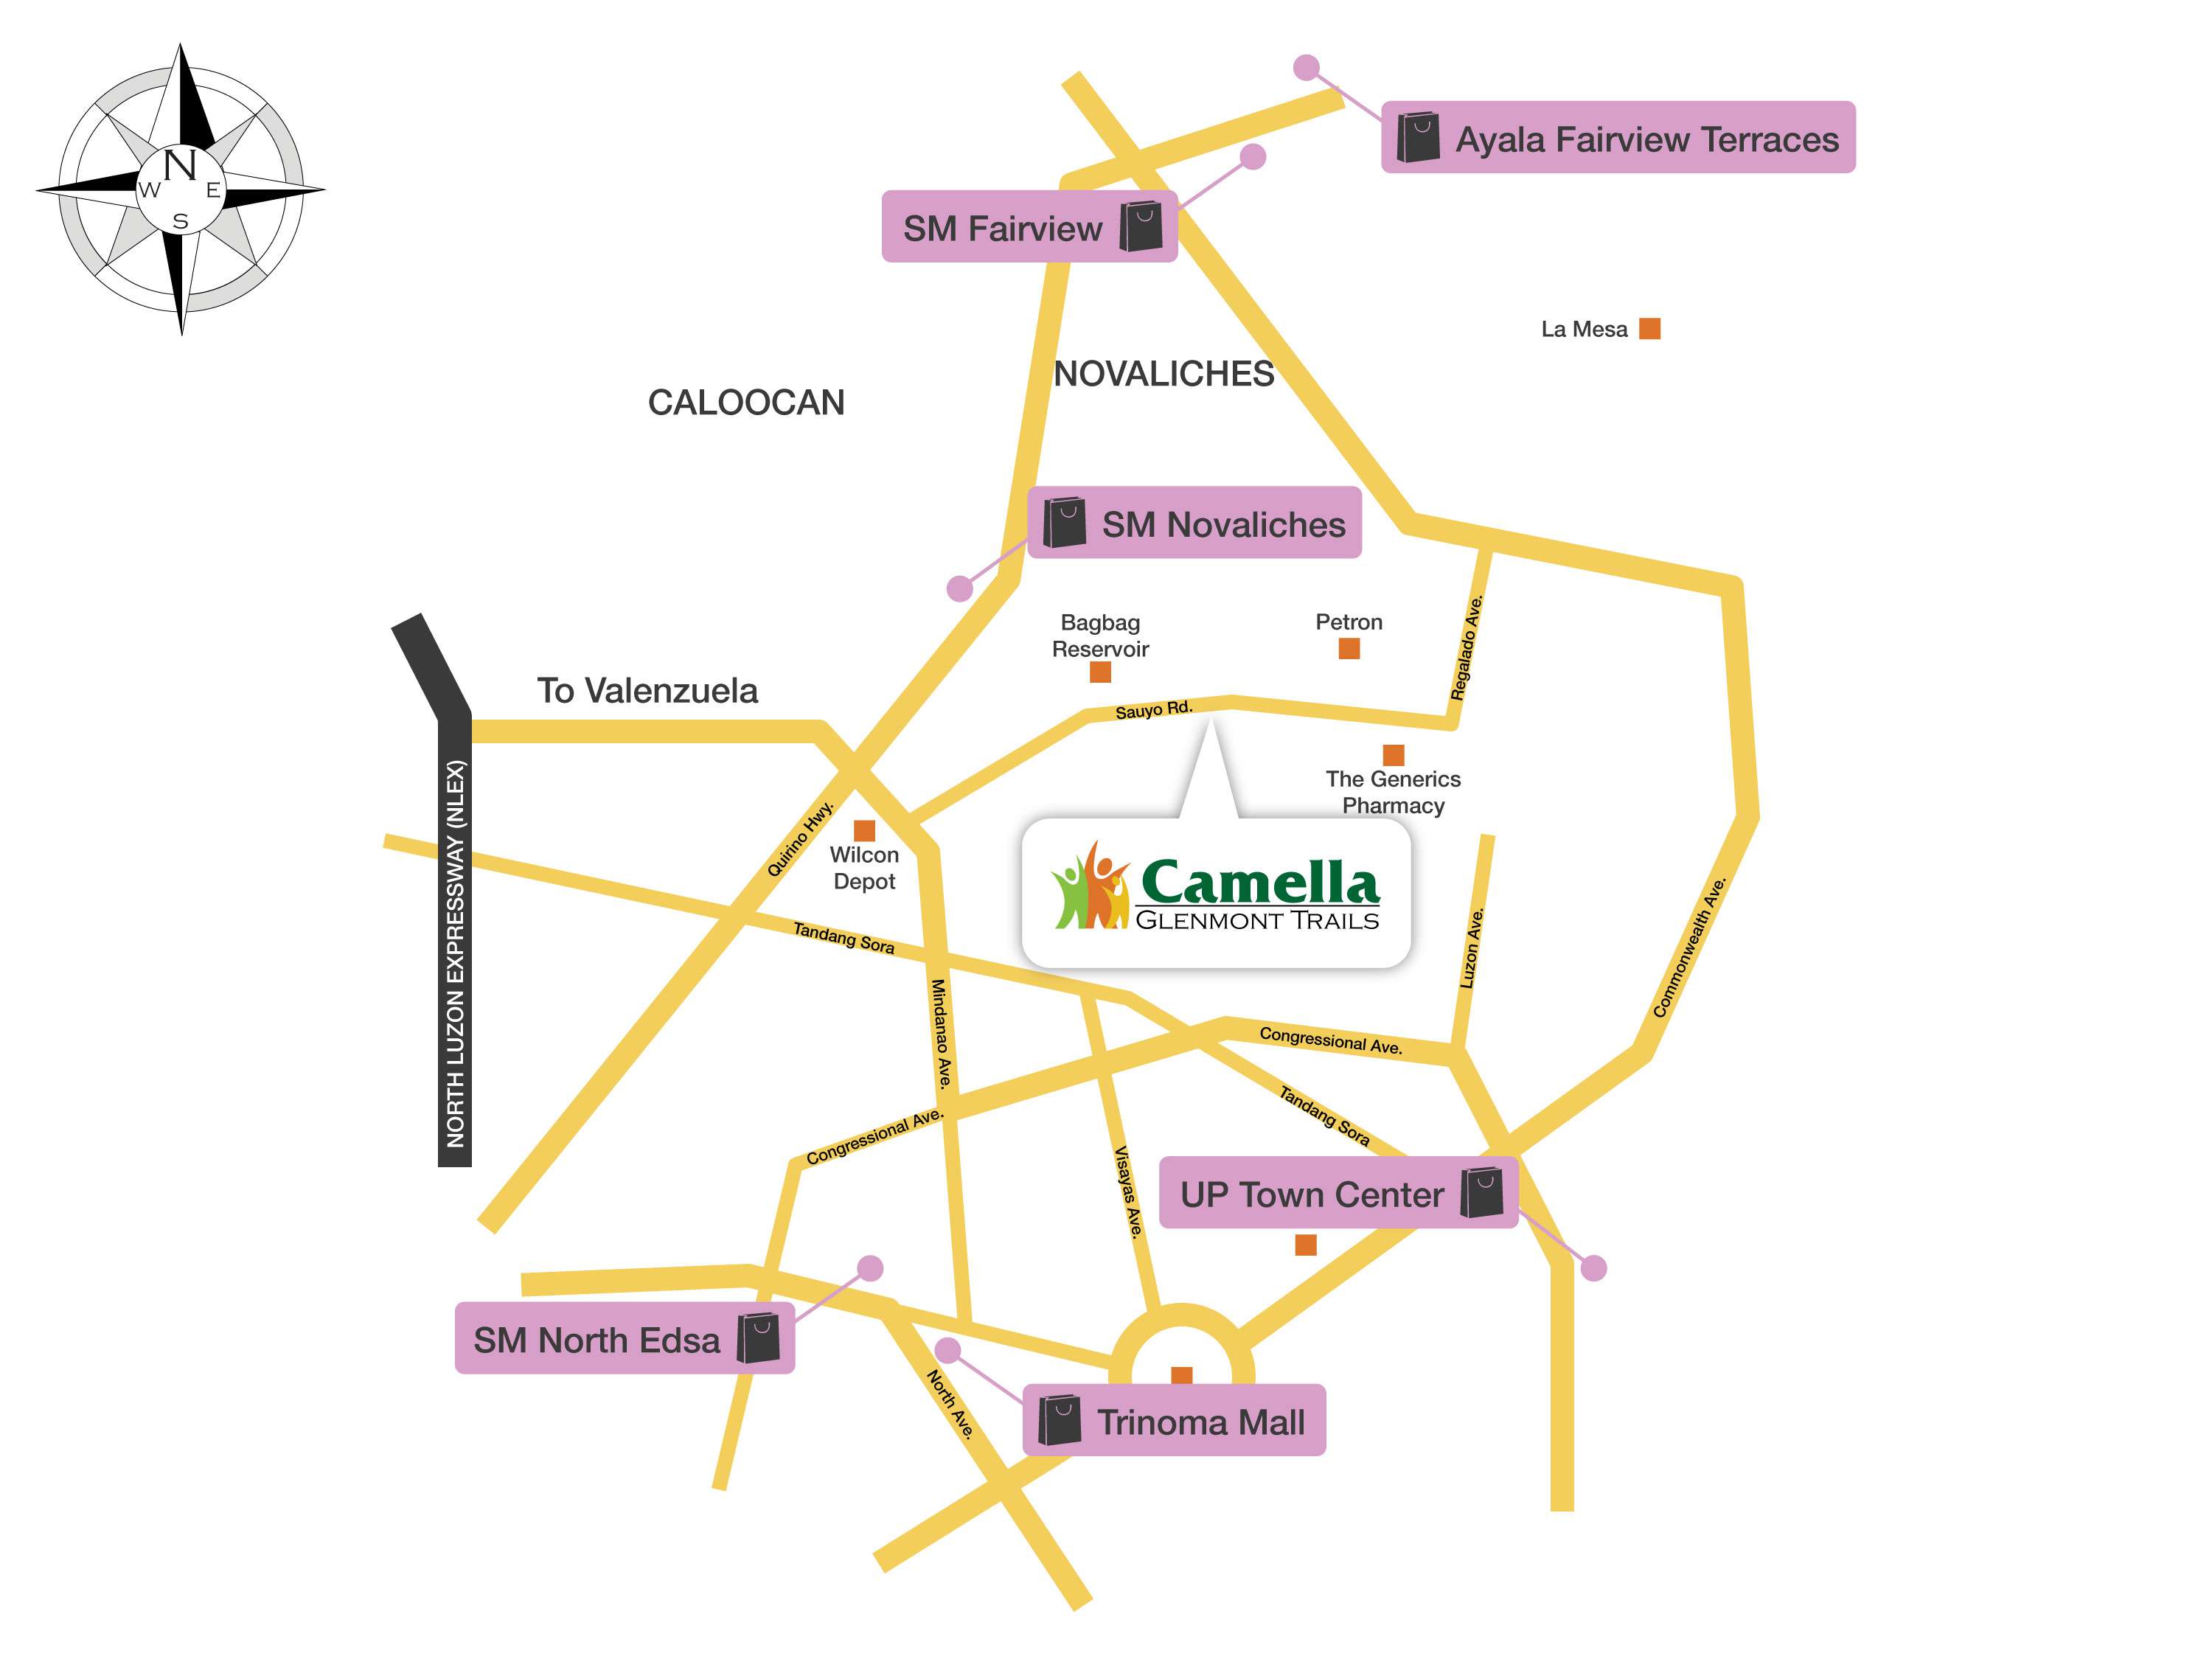 N
W
E
S
Ayala Fairview Terraces
SM Fairview
La Mesa
NOVALICHES
CALOOCAN
SM Novaliches
Bagbag
Reservoir
Petron
Regalado Ave.
To Valenzuela
Sauyo Rd.
The Generics
Pharmacy
NORTH LUZON EXPRESSWAY (NLEX)
Quirino Hwy.
Wilcon
Depot
Camella
GLENMONT TRAILS
Tandang Sora
Luzon Ave.
Commonwealth Ave.
Mindanao Ave.
Congressional Ave.
Congressional Ave.
Tandang Sora
Visayas Ave.
UP Town Center
SM North Edsa
North Ave.
Trinoma Mall